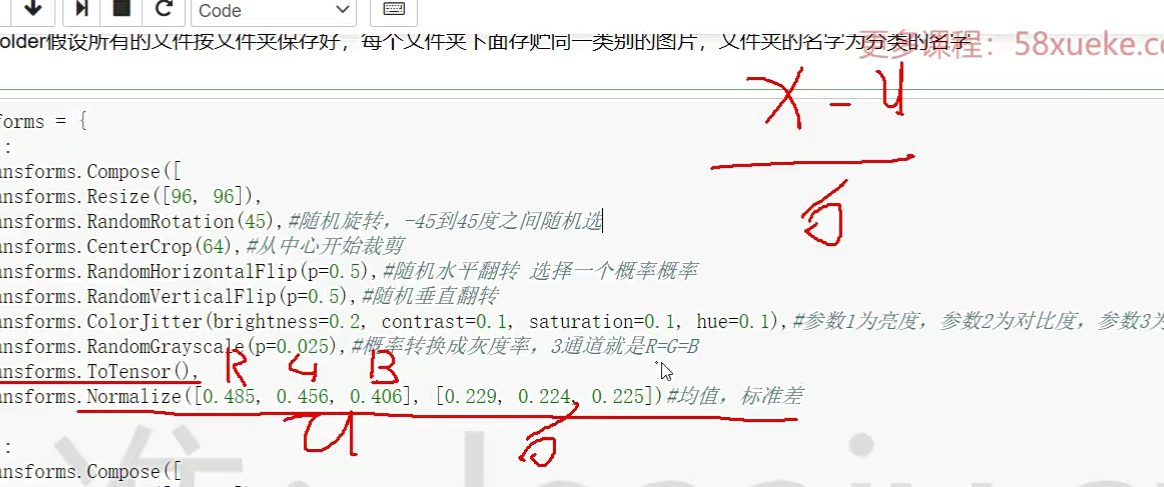 Code
older假设所有的文件按文件夹保存好，每个文件夹下面存贮同一类别的图片，文件夹的名字为分类的名字
更多课程：58xueke.co
x - u
σ
forms = {
:
ansforms.Compose([
ansforms.Resize([96, 96]),
ansforms.RandomRotation(45),#随机旋转，-45到45度之间随机选
ansforms.CenterCrop(64),#从中心开始裁剪
ansforms.RandomHorizontalFlip(p=0.5),#随机水平翻转 选择一个概率概率
ansforms.RandomVerticalFlip(p=0.5),#随机垂直翻转
ansforms.ColorJitter(brightness=0.2, contrast=0.1, saturation=0.1, hue=0.1),#参数1为亮度，参数2为对比度，参数3为
ansforms.RandomGrayscale(p=0.025),#概率转换成灰度率，3通道就是R=G=B
ansforms.ToTensor(),
R G B
ansforms.Normalize([0.485, 0.456, 0.406], [0.229, 0.224, 0.225])#均值，标准差
u σ
:
ansforms.Compose([